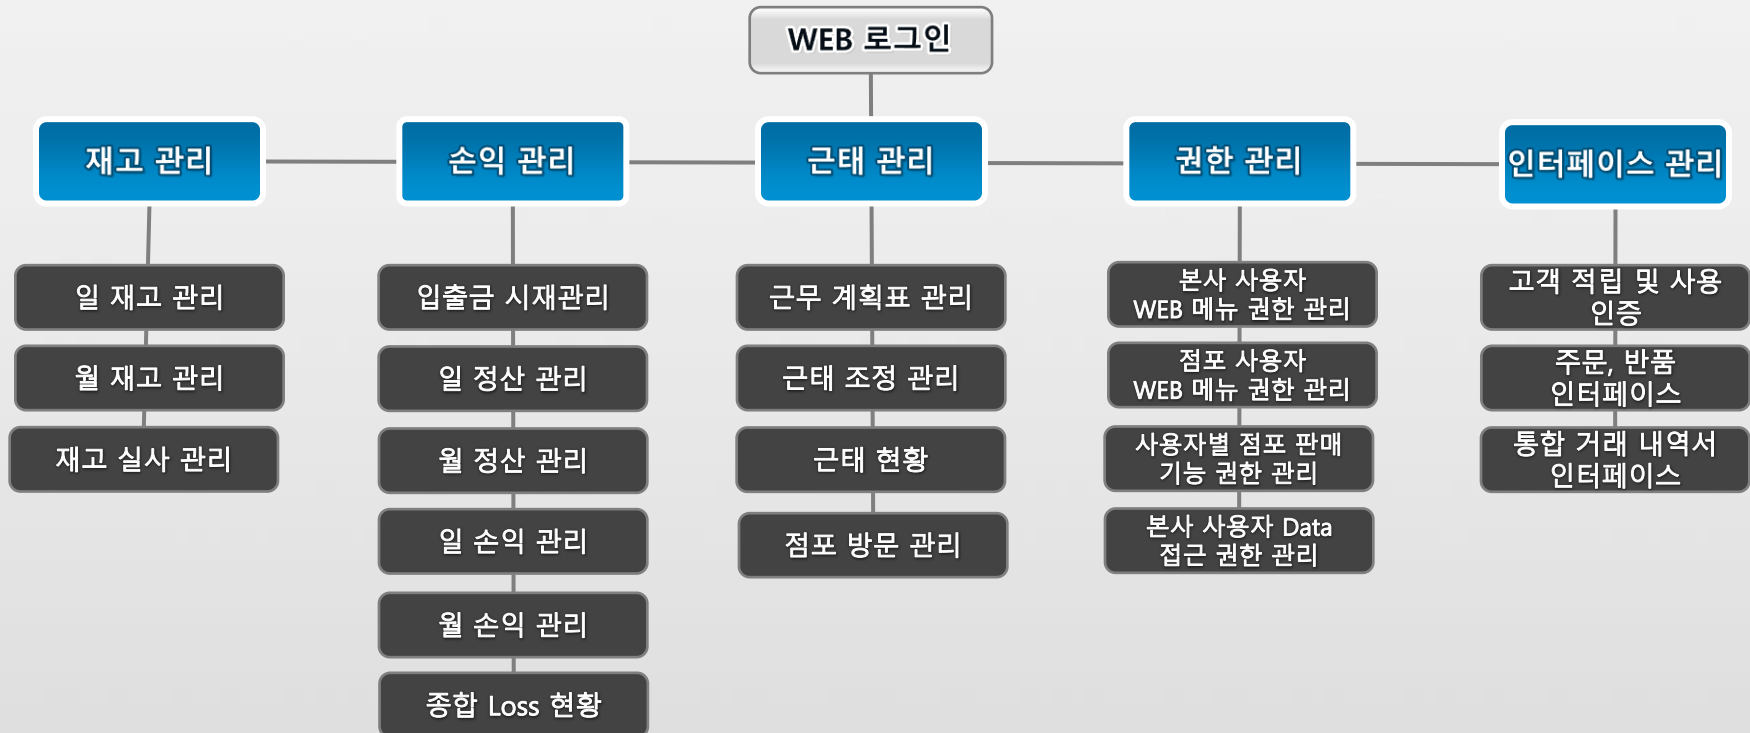 WEB 로그인
재고 관리
손익 관리
근태 관리
권한 관리
인터페이스 관리
일 재고 관리
월 재고 관리
재고 실사 관리
입출금 시재관리
일 정산 관리
월 정산 관리
일 손익 관리
월 손익 관리
종합 Loss 현황
근무 계획표 관리
근태 조정 관리
근태 현황
점포 방문 관리
본사 사용자
WEB 메뉴 권한 관리
점포 사용자
WEB 메뉴 권한 관리
사용자별 점포 판매
기능 권한 관리
본사 사용자 Data
접근 권한 관리
고객 적립 및 사용
인증
주문, 반품
인터페이스
통합 거래 내역서
인터페이스